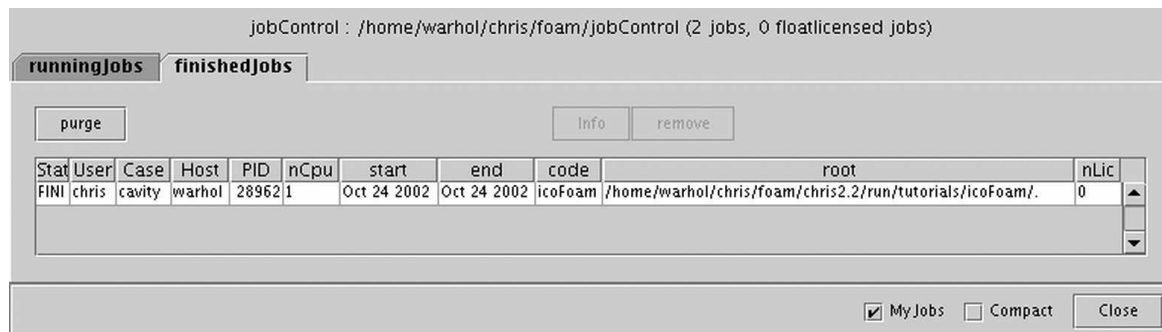 jobControl : /home/warhol/chris/foam/jobControl (2 jobs, 0 floatlicensed jobs)
runningJobs finishedJobs
purge Info remove
Stat User Case Host PID nCpu start end code root nLic
FINI chris cavity warhol 28962 1 Oct 24 2002 Oct 24 2002 icoFoam /home/warhol/chris/foam/chris2.2/run/tutorials/icoFoam/. 0
My Jobs Compact Close